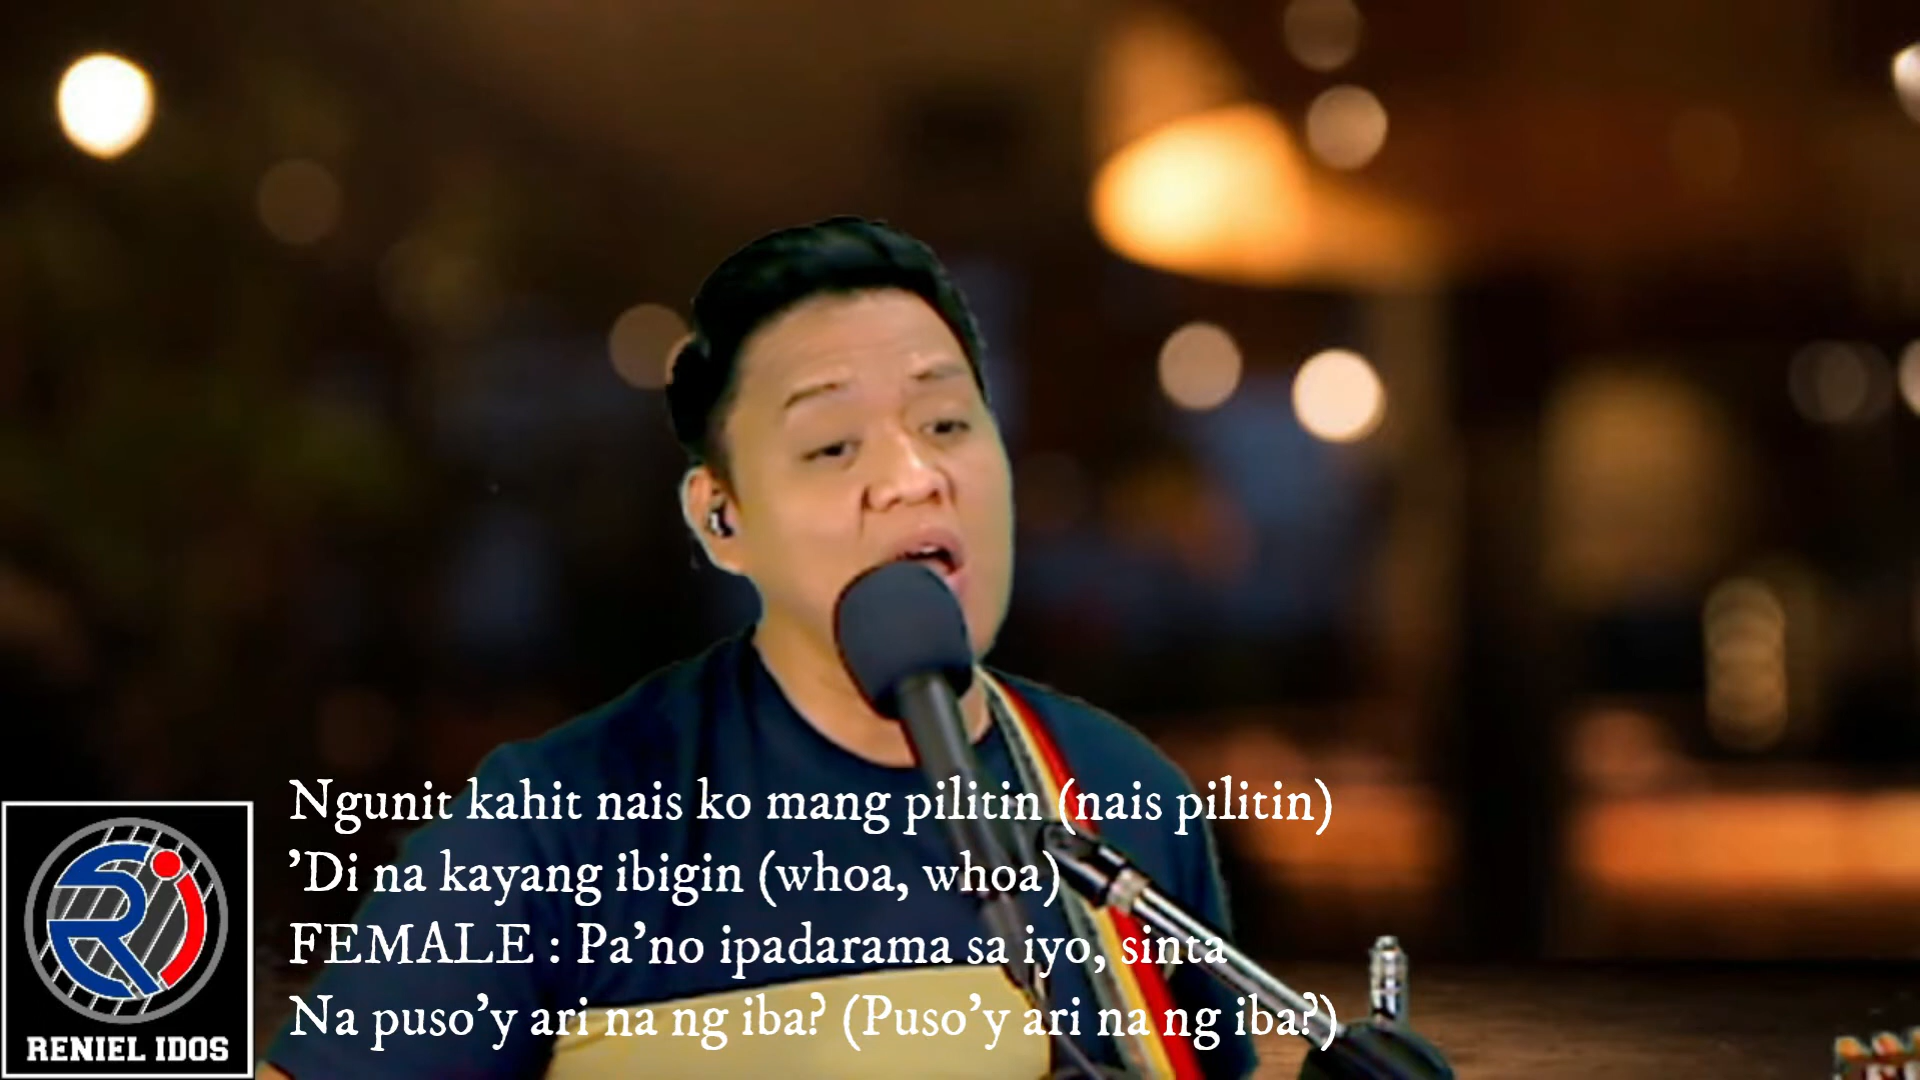 Ngunit kahit nais ko mang pilitin (nais pilitin)
'Di na kayang ibigin (whoa, whoa)
FEMALE : Pa'no ipadarama sa iyo, sinta
Na puso'y ari na ng iba? (Puso'y ari na ng iba?)
RENIEL IDOS